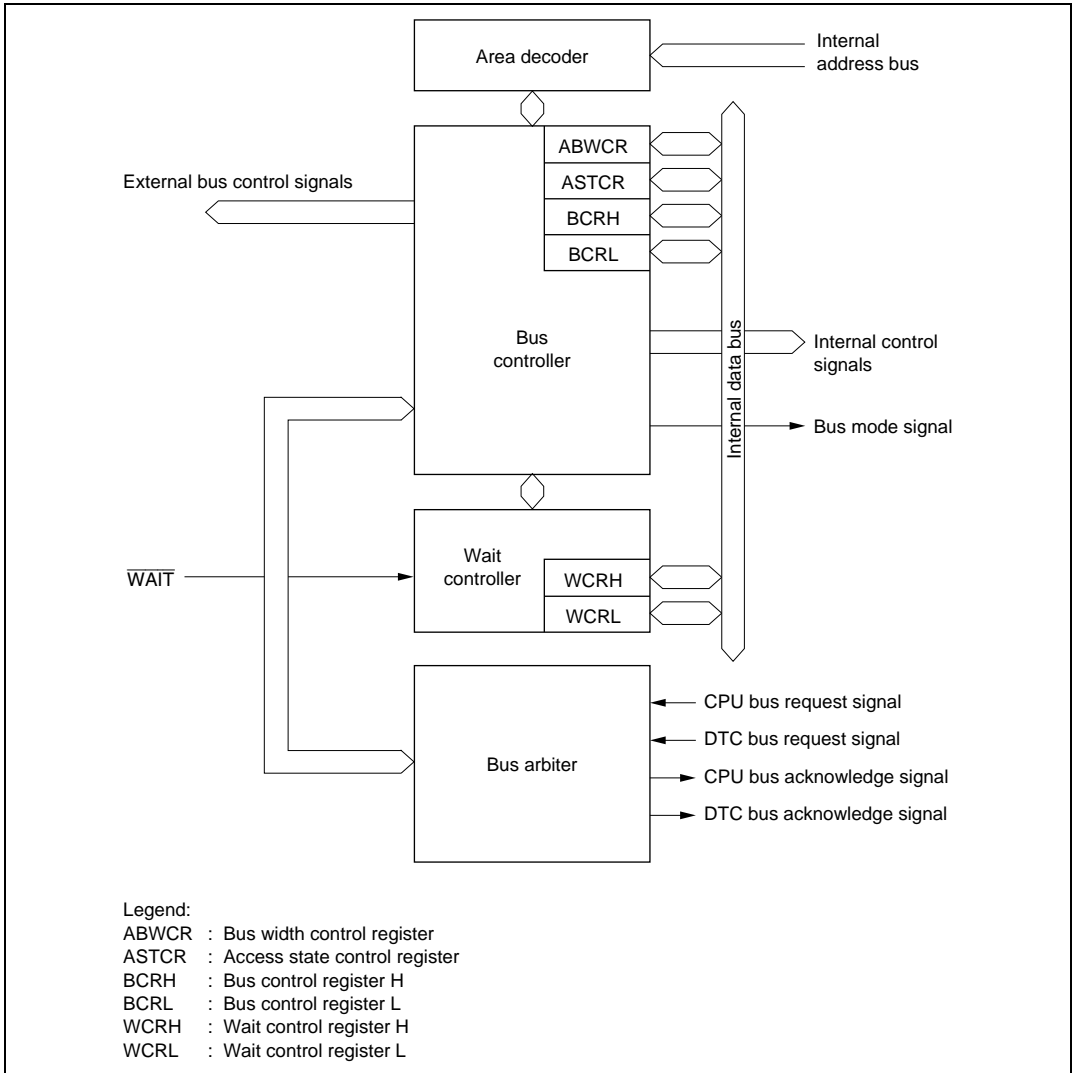 Area decoder
Internal
address bus
ABWCR
ASTCR
BCRH
BCRL
External bus control signals
Bus
controller
Internal data bus
Internal control
signals
Bus mode signal
Wait
controller
WCRH
WCRL
WAIT
Bus arbiter
CPU bus request signal
DTC bus request signal
CPU bus acknowledge signal
DTC bus acknowledge signal
Legend:
ABWCR : Bus width control register
ASTCR : Access state control register
BCRH : Bus control register H
BCRL : Bus control register L
WCRH : Wait control register H
WCRL : Wait control register L